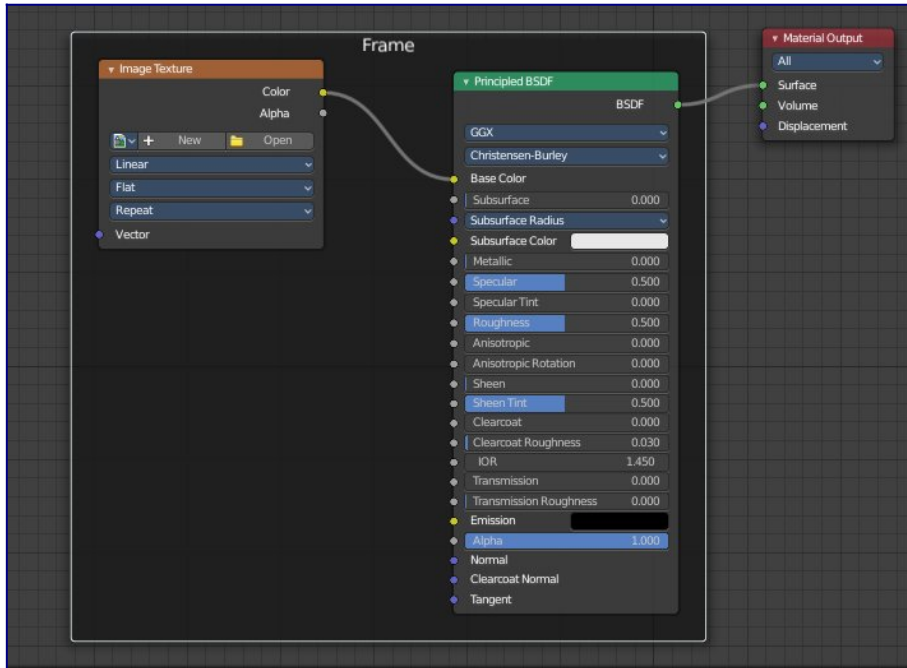 Frame
Image Texture
Color
Alpha
New
Open
Linear
Flat
Repeat
Vector
Principled BSDF
BSDF
GGX
Christensen-Burley
Base Color
Subsurface 0.000
Subsurface Radius
Subsurface Color
Metallic 0.000
Specular 0.500
Specular Tint 0.000
Roughness 0.500
Anisotropic 0.000
Anisotropic Rotation 0.000
Sheen 0.000
Sheen Tint 0.500
Clearcoat 0.000
Clearcoat Roughness 0.030
IOR 1.450
Transmission 0.000
Transmission Roughness 0.000
Emission
Alpha 1.000
Normal
Clearcoat Normal
Tangent
Material Output
All
Surface
Volume
Displacement